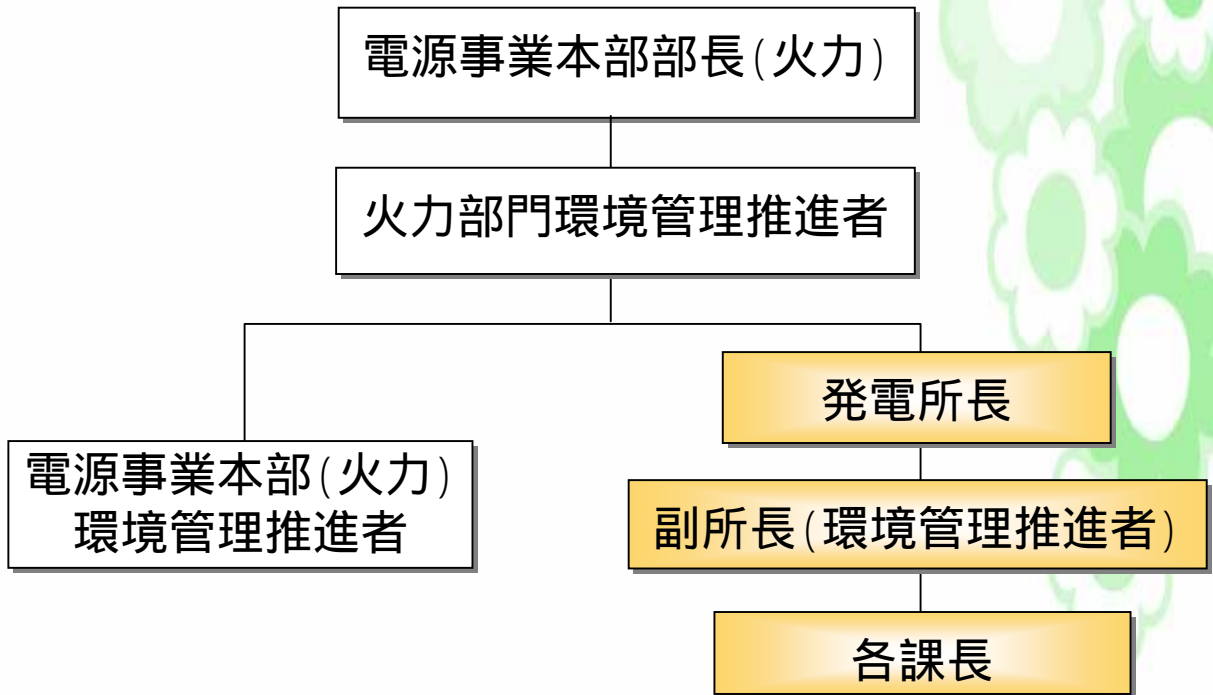 電源事業本部部長(火力)
火力部門環境管理推進者
発電所長
電源事業本部(火力)
環境管理推進者
副所長(環境管理推進者)
各課長